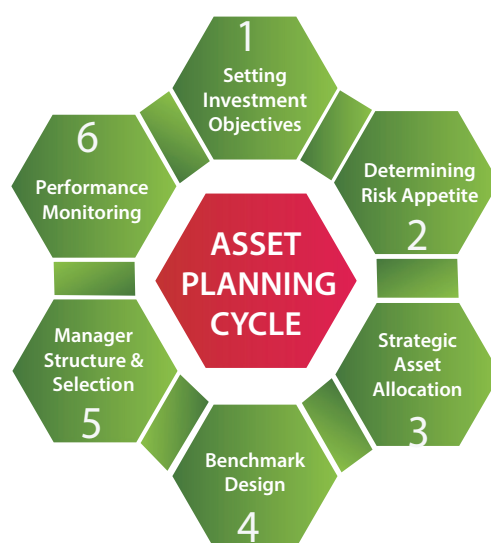 1
Setting
Investment
Objectives
Determining
Risk Appetite
2
Strategic
Asset
Allocation
3
Benchmark
Design
4
Manager
Structure &
Selection
5
6
Performance
Monitoring
ASSET
PLANNING
CYCLE